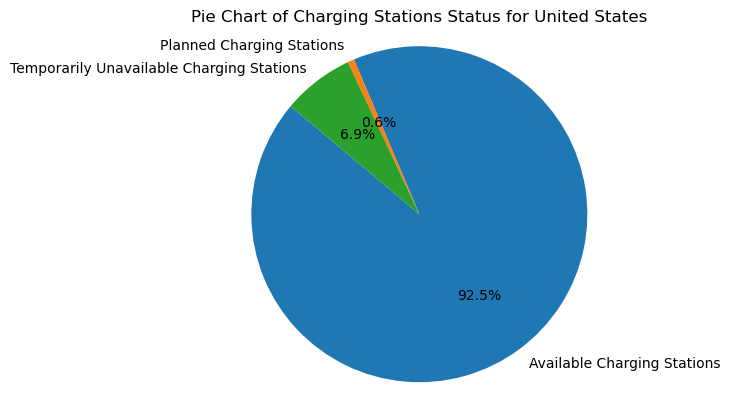 Pie Chart of Charging Stations Status for United States
Planned Charging Stations
Temporarily Unavailable Charging Stations
0.6%
6.9%
92.5%
Available Charging Stations